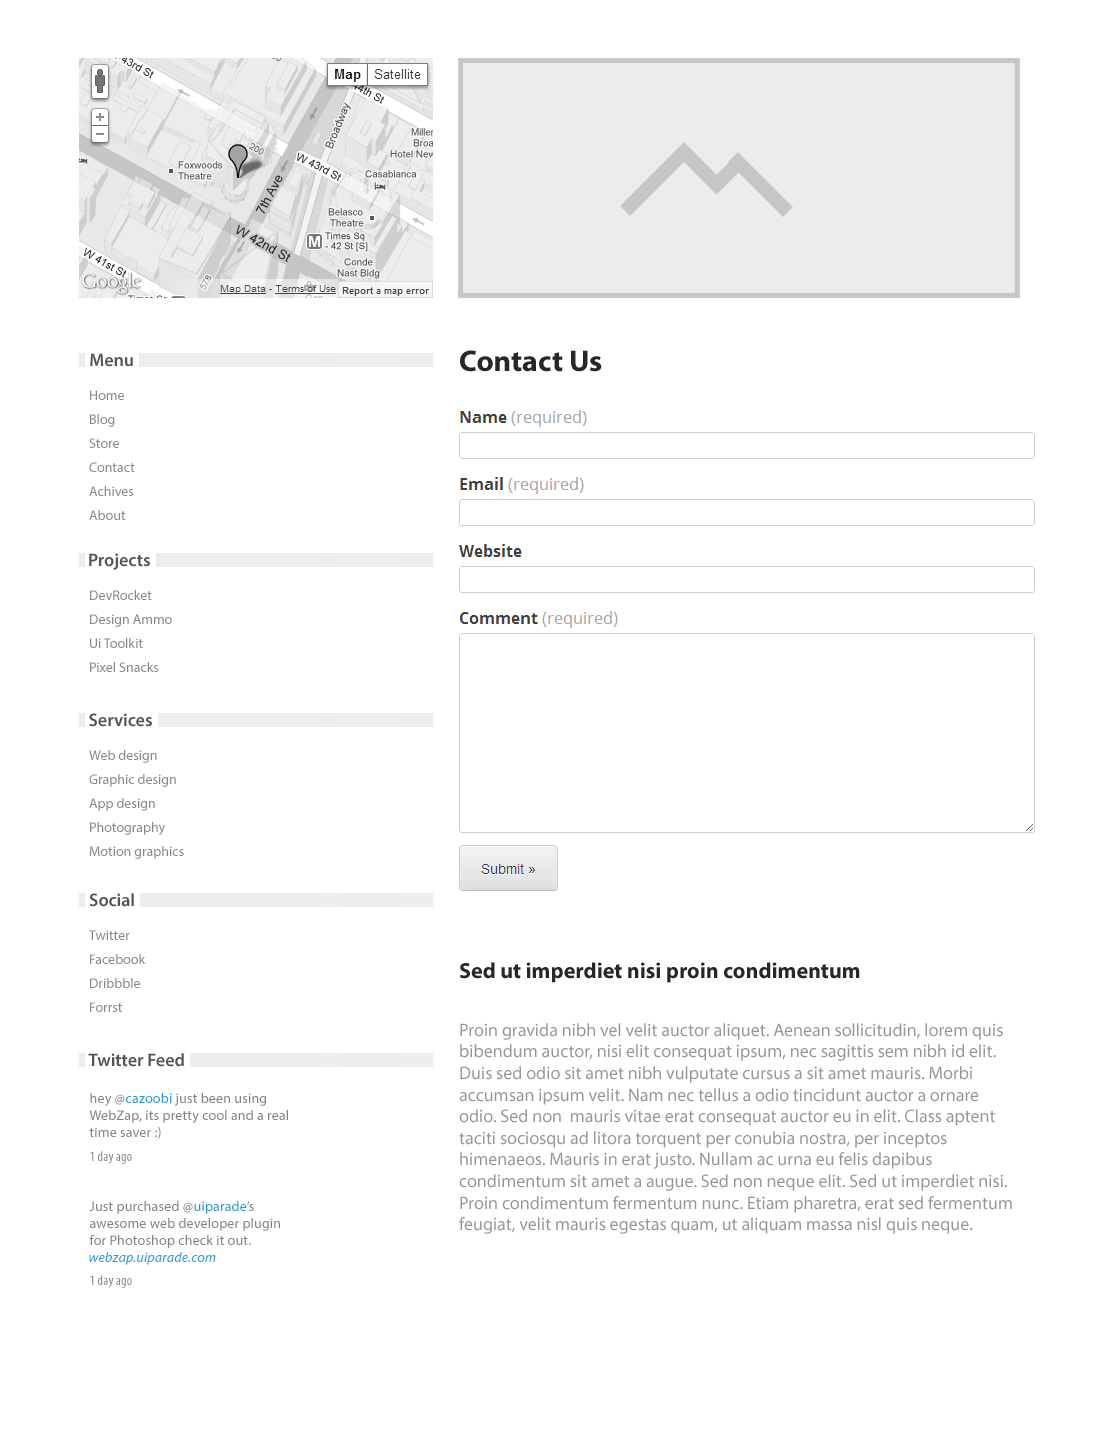 W 43rd St
Map
Satellite
44th St
Broadway
200
W 43rd St
Foxwoods
Theatre
Casablanca
7th Ave
Belasco
Theatre
W 42nd St
M
Times Sq
- 42 St [S]
Conde
Nast Bldg
W 41st St
578
Google
Map Data - Terms of Use
Report a map error
Menu
Home
Blog
Store
Contact
Achives
About
Projects
DevRocket
Design Ammo
Ui Toolkit
Pixel Snacks
Services
Web design
Graphic design
App design
Photography
Motion graphics
Social
Twitter
Facebook
Dribbble
Forrst
Twitter Feed
hey @cazoobi just been using
WebZap, its pretty cool and a real
time saver :)
1 day ago
Just purchased @uiparade's
awesome web developer plugin
for Photoshop check it out.
webzap.uiparade.com
1 day ago
Contact Us
Name (required)
Email (required)
Website
Comment (required)
Submit »
Sed ut imperdiet nisi proin condimentum
Proin gravida nibh vel velit auctor aliquet. Aenean sollicitudin, lorem quis
bibendum auctor, nisi elit consequat ipsum, nec sagittis sem nibh id elit.
Duis sed odio sit amet nibh vulputate cursus a sit amet mauris. Morbi
accumsan ipsum velit. Nam nec tellus a odio tincidunt auctor a ornare
odio. Sed non  mauris vitae erat consequat auctor eu in elit. Class aptent
taciti sociosqu ad litora torquent per conubia nostra, per inceptos
himenaeos. Mauris in erat justo. Nullam ac urna eu felis dapibus
condimentum sit amet a augue. Sed non neque elit. Sed ut imperdiet nisi.
Proin condimentum fermentum nunc. Etiam pharetra, erat sed fermentum
feugiat, velit mauris egestas quam, ut aliquam massa nisl quis neque.